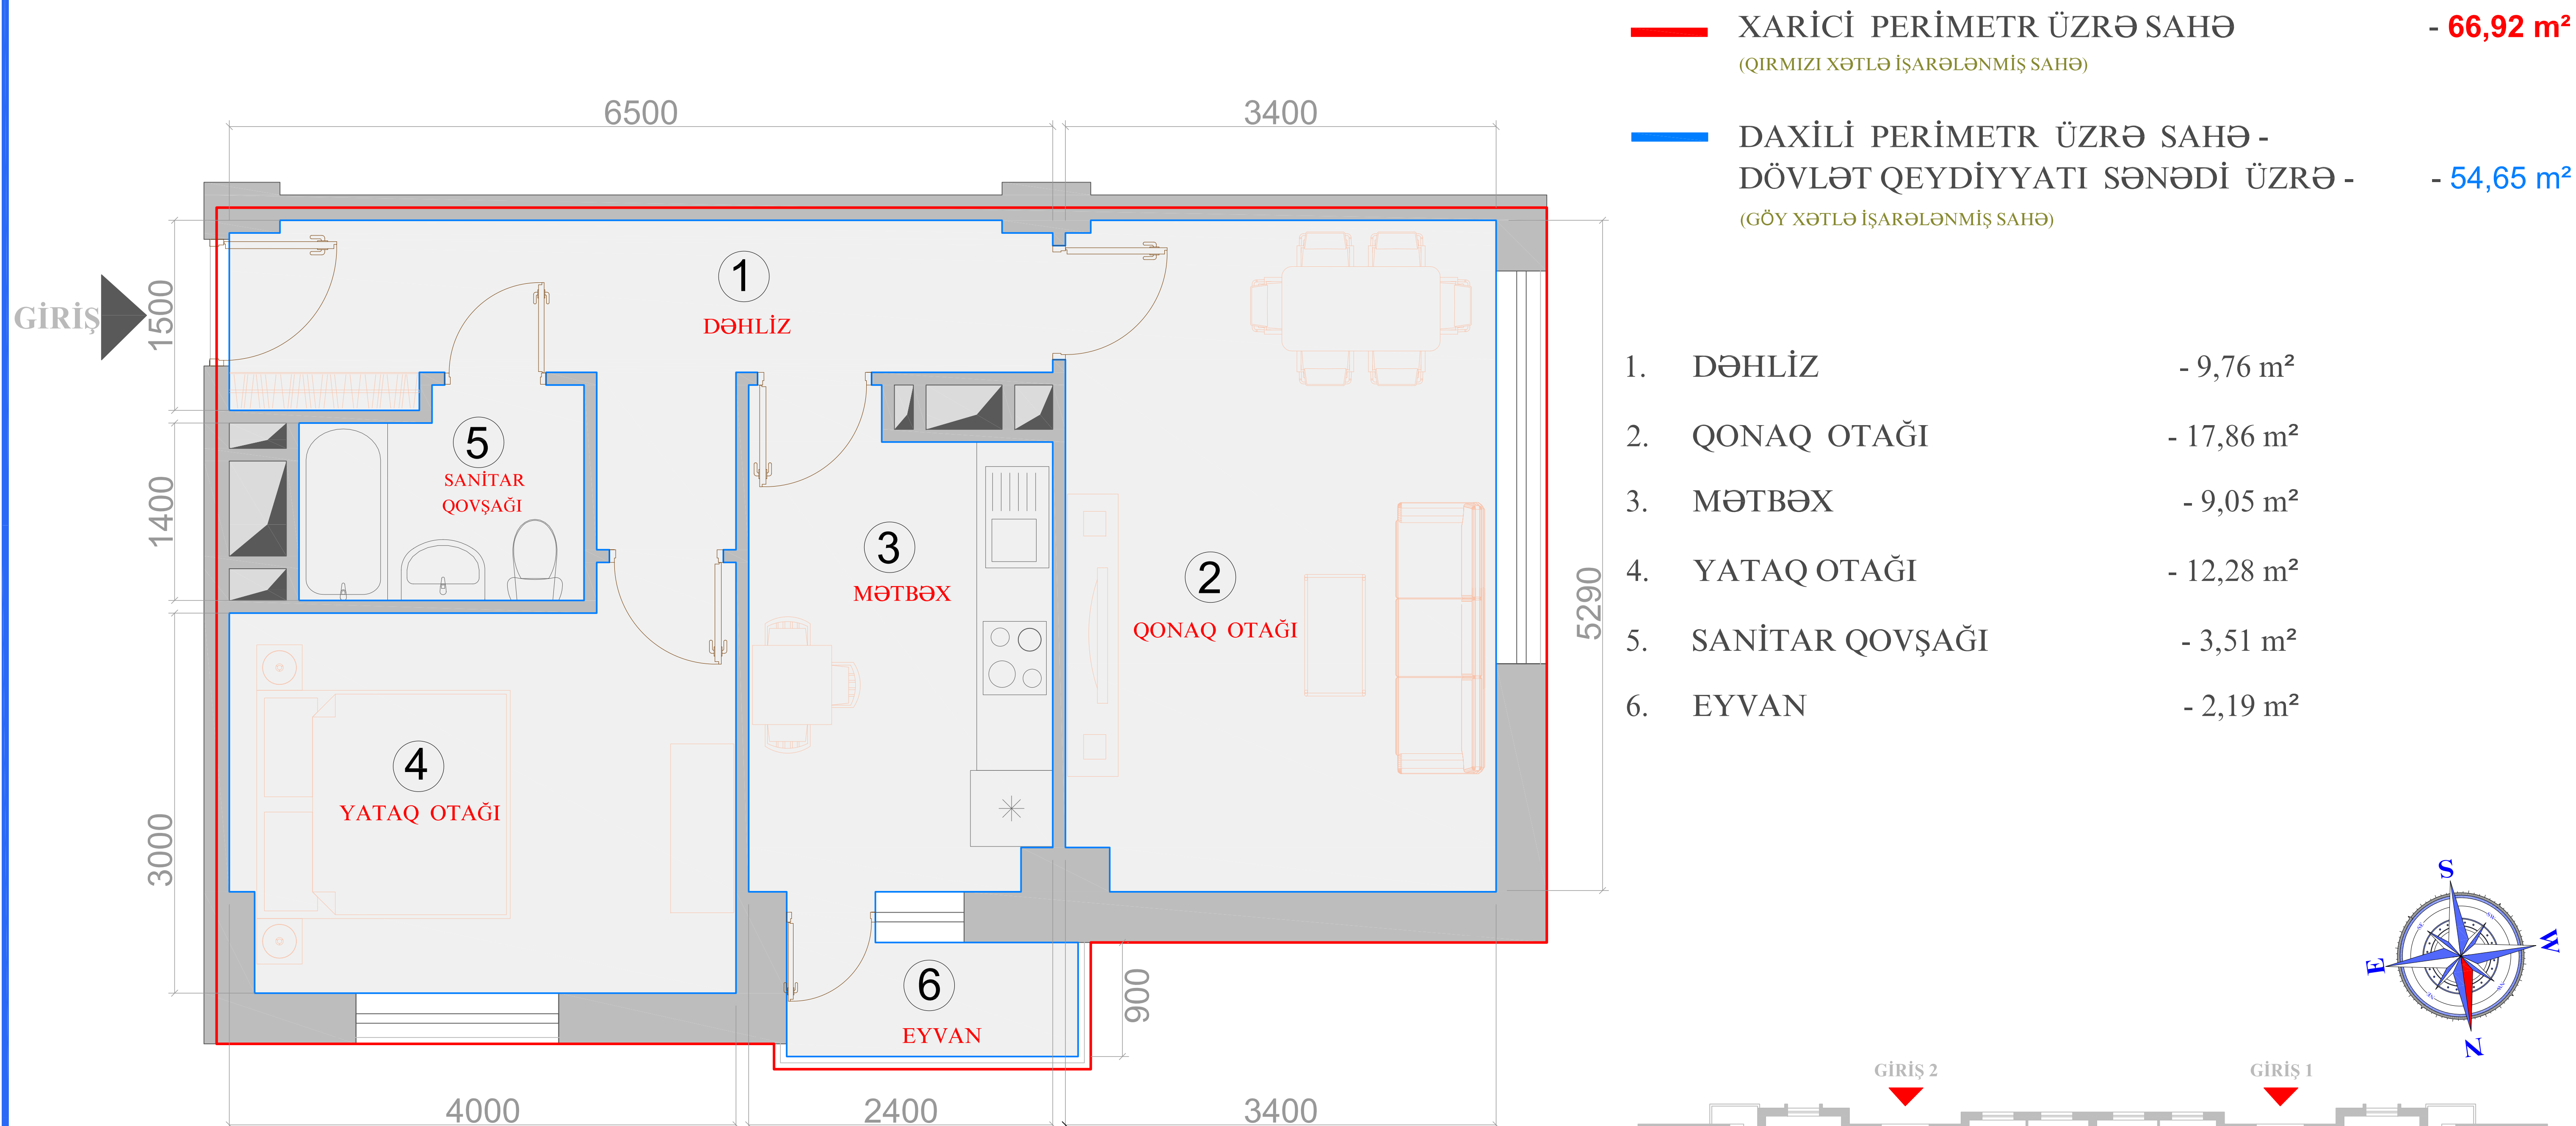 XARİCİ PERİMETR ÜZRƏ SAHƏ - 66,92 m²
(QIRMIZI XƏTLƏ İŞARƏLƏNMİŞ SAHƏ)
DAXİLİ PERİMETR ÜZRƏ SAHƏ -
DÖVLƏT QEYDİYYATI SƏNƏDİ ÜZRƏ - - 54,65 m²
(GÖY XƏTLƏ İŞARƏLƏNMİŞ SAHƏ)
6500
3400
GİRİŞ
1500
1400
3000
1
DƏHLİZ
5
SANİTAR
QOVŞAĞI
3
MƏTBƏX
2
QONAQ OTAĞI
4
YATAQ OTAĞI
6
EYVAN
5290
900
4000
2400
3400
1. DƏHLİZ - 9,76 m²
2. QONAQ OTAĞI - 17,86 m²
3. MƏTBƏX - 9,05 m²
4. YATAQ OTAĞI - 12,28 m²
5. SANİTAR QOVŞAĞI - 3,51 m²
6. EYVAN - 2,19 m²
S
W
E
N
GİRİŞ 2
GİRİŞ 1